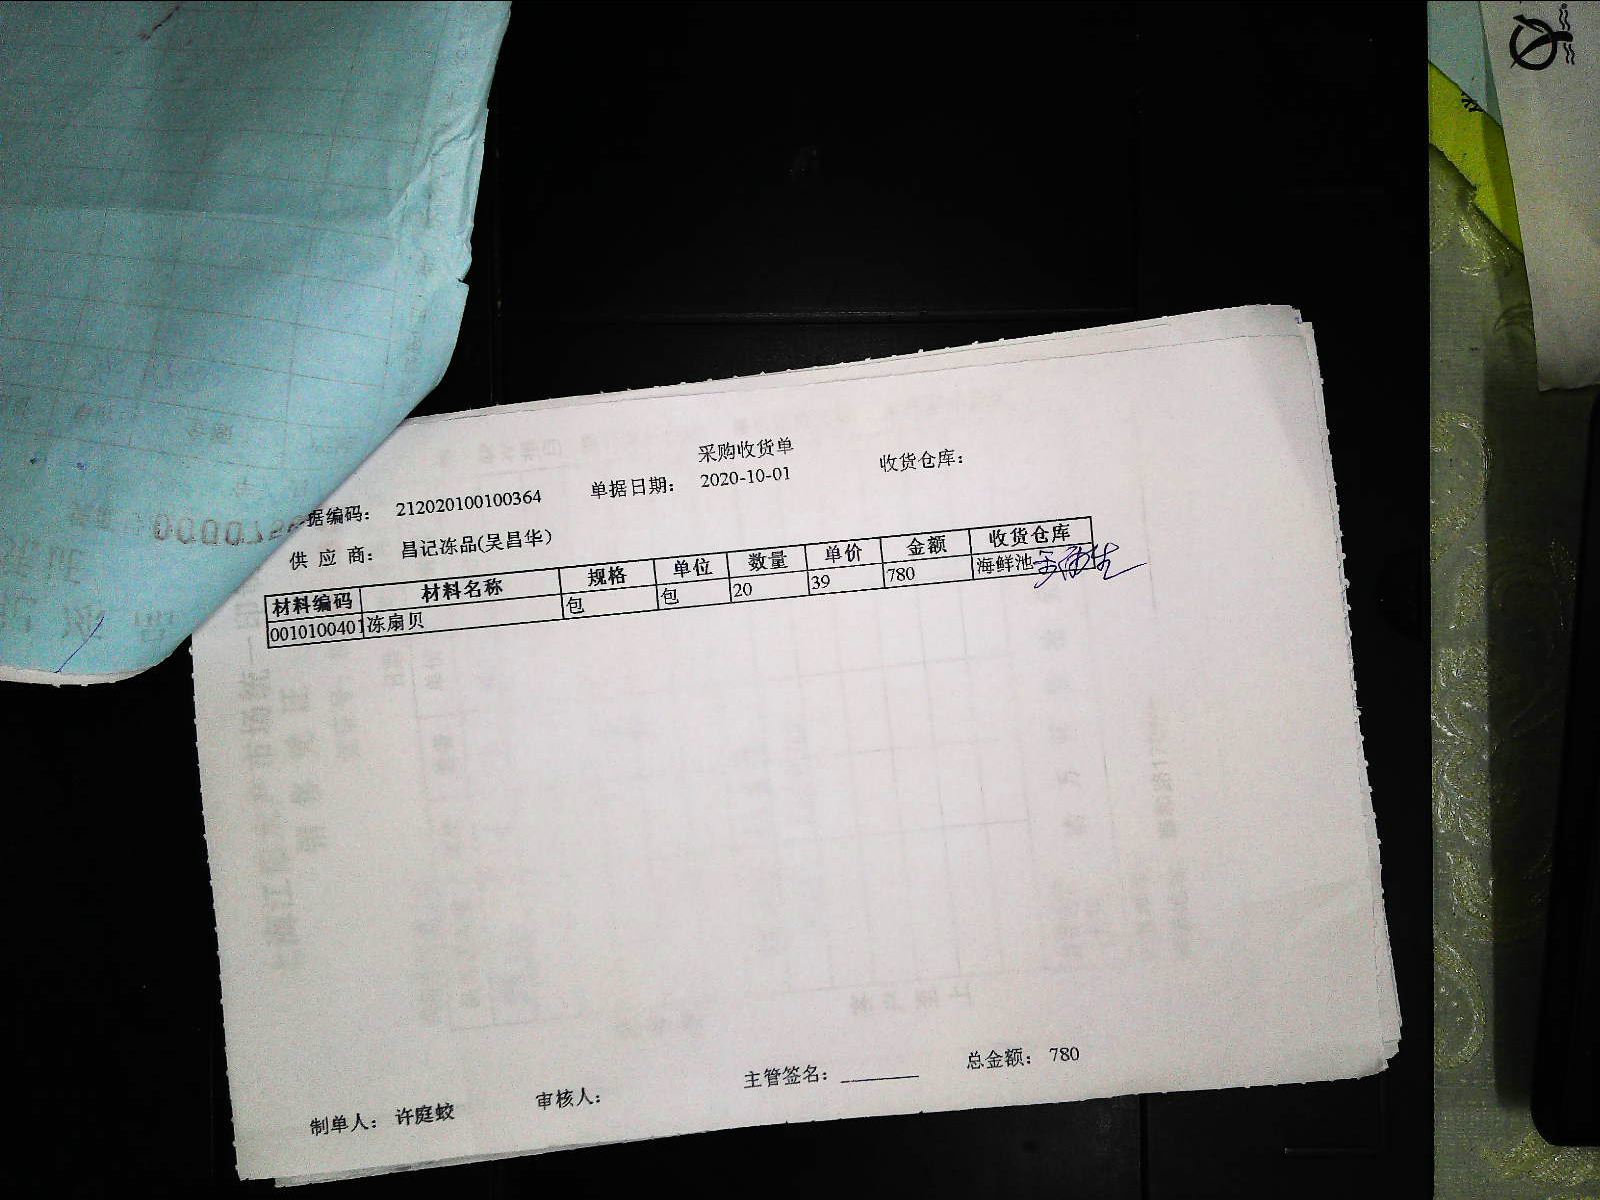 采购收货单
据编码： 212020100100364 单据日期： 2020-10-01 收货仓库：
供 应 商： 昌记冻品(吴昌华)
材料编码 材料名称 规格 单位 数量 单价 金额 收货仓库
0010100401 冻扇贝 包 包 20 39 780 海鲜池
制单人： 许庭蛟 审核人： 主管签名： ________ 总金额： 780